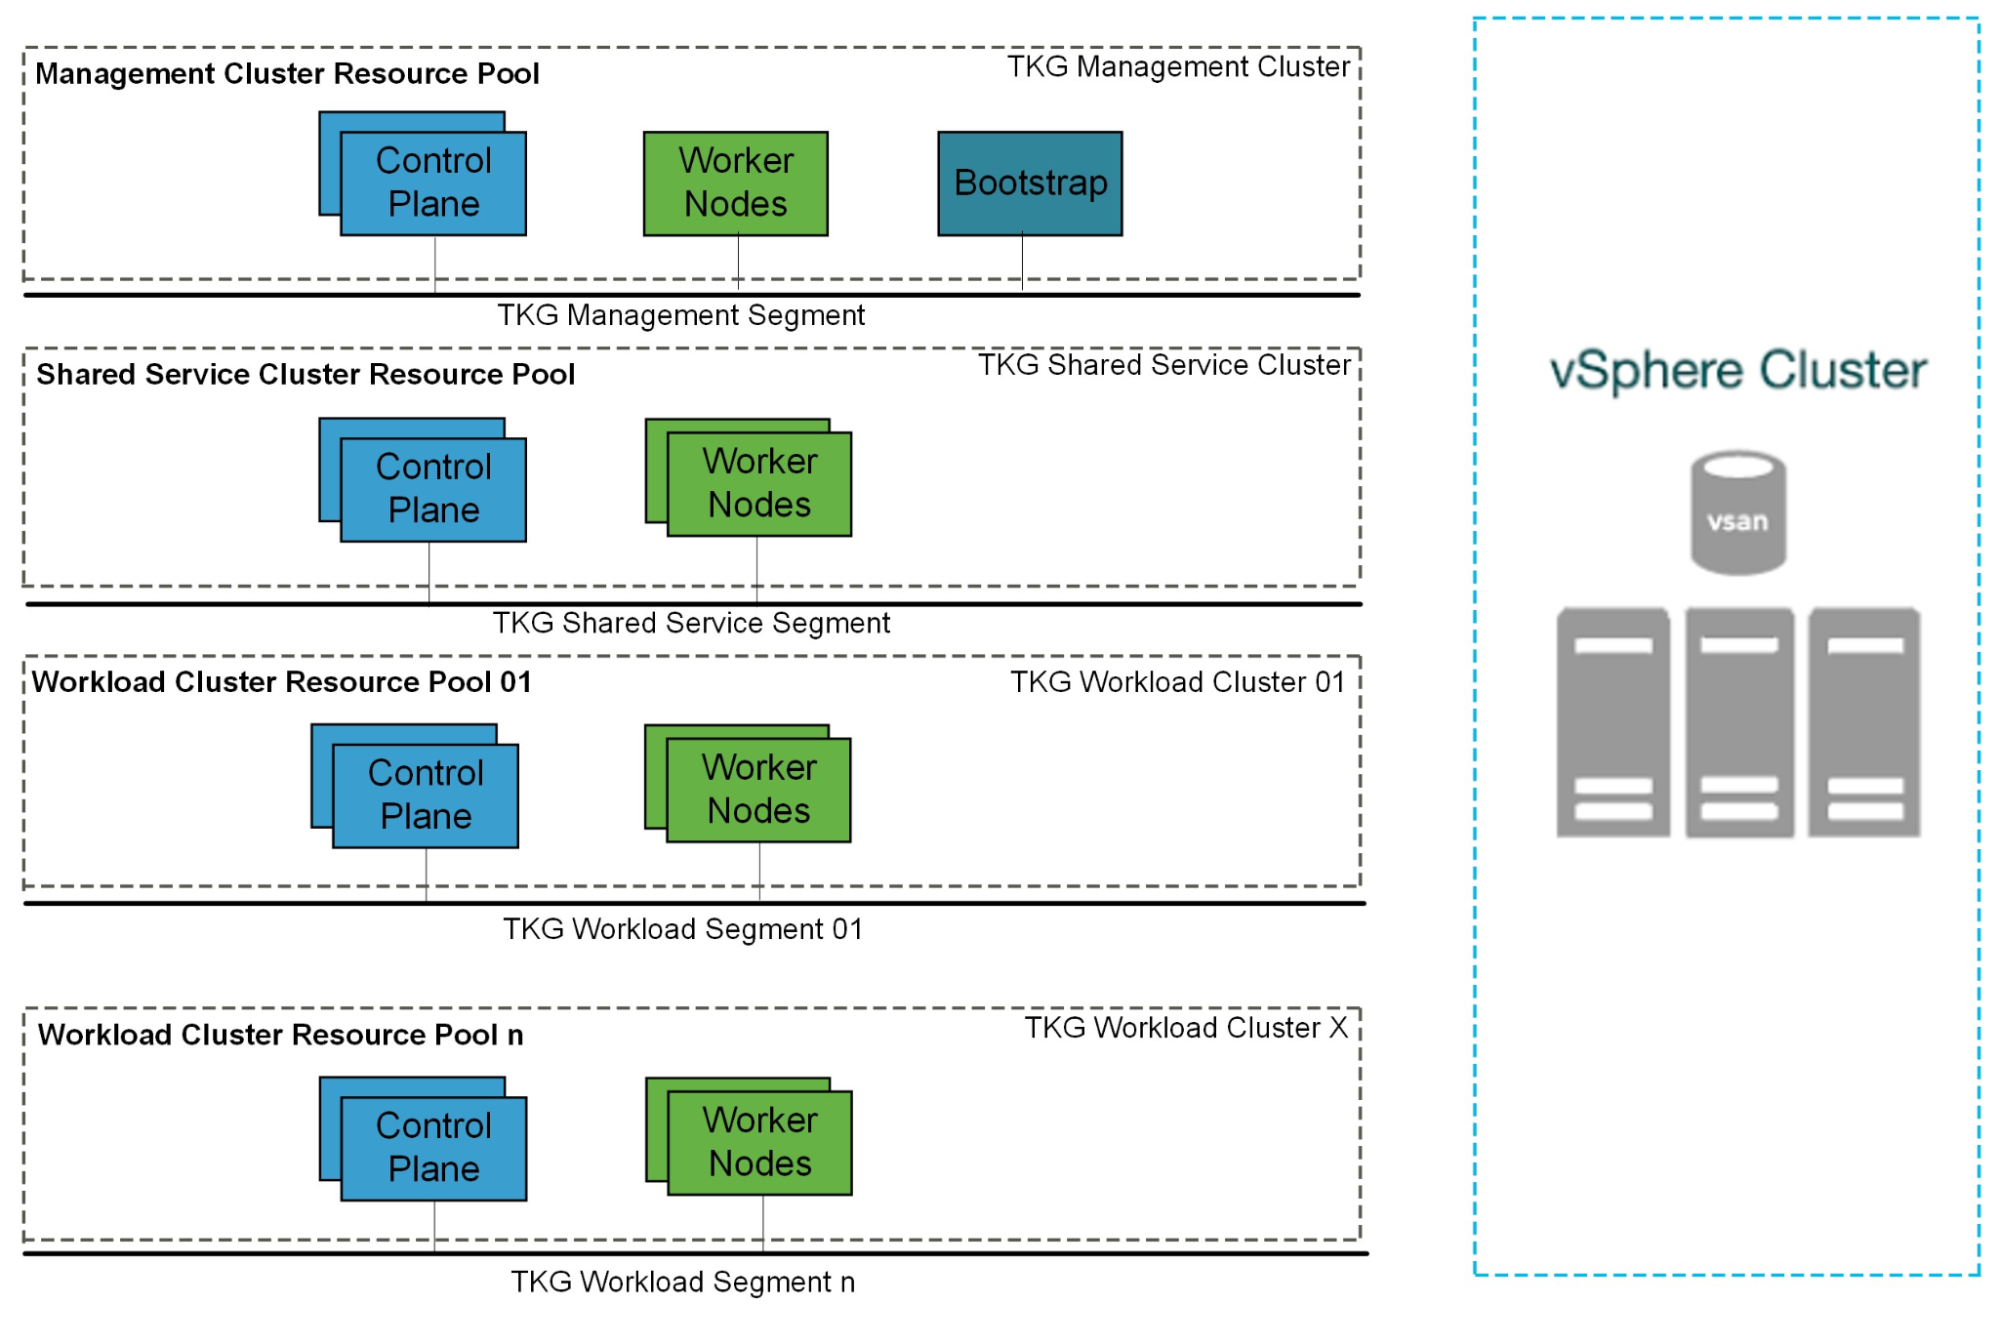 Management Cluster Resource Pool
TKG Management Cluster
Control
Plane
Worker
Nodes
Bootstrap
TKG Management Segment
Shared Service Cluster Resource Pool
TKG Shared Service Cluster
Control
Plane
Worker
Nodes
TKG Shared Service Segment
Workload Cluster Resource Pool 01
TKG Workload Cluster 01
Control
Plane
Worker
Nodes
TKG Workload Segment 01
Workload Cluster Resource Pool n
TKG Workload Cluster X
Control
Plane
Worker
Nodes
TKG Workload Segment n
vSphere Cluster
vsan